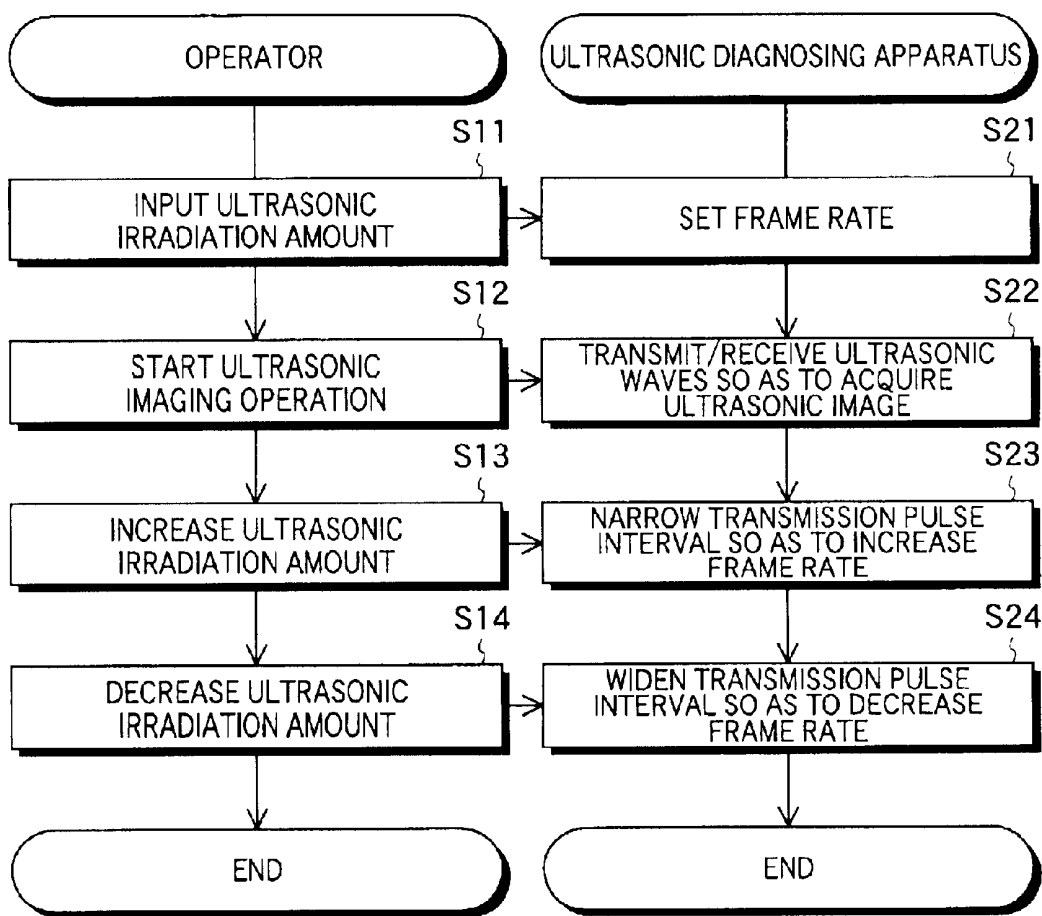 OPERATOR
ULTRASONIC DIAGNOSING APPARATUS
S11
INPUT ULTRASONIC
IRRADIATION AMOUNT
S21
SET FRAME RATE
S12
START ULTRASONIC
IMAGING OPERATION
S22
TRANSMIT/RECEIVE ULTRASONIC
WAVES SO AS TO ACQUIRE
ULTRASONIC IMAGE
S13
INCREASE ULTRASONIC
IRRADIATION AMOUNT
S23
NARROW TRANSMISSION PULSE
INTERVAL SO AS TO INCREASE
FRAME RATE
S14
DECREASE ULTRASONIC
IRRADIATION AMOUNT
S24
WIDEN TRANSMISSION PULSE
INTERVAL SO AS TO DECREASE
FRAME RATE
END
END